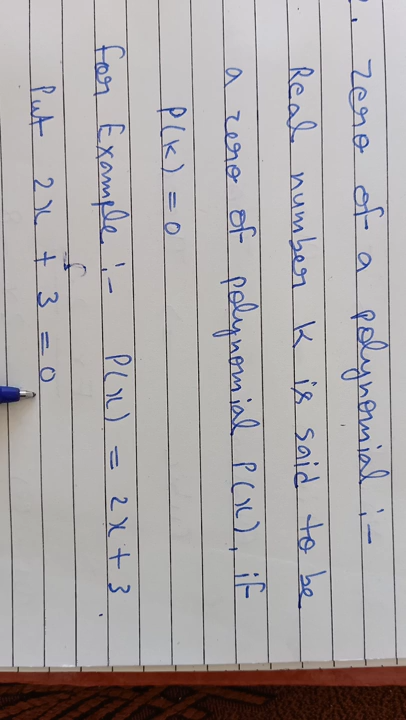 . Zero of a polynomial :-
Real number K is said to be
a zero of polynomial P(x), if
P(K) = 0
for Example :- P(x) = 2x + 3
Put 2x + 3 = 0